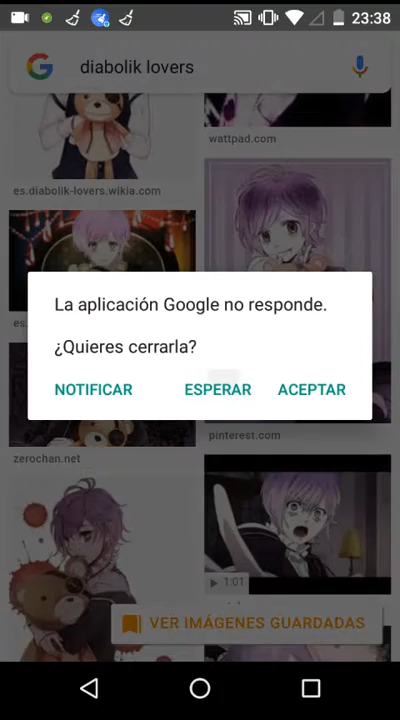 23:38
diabolik lovers
wattpad.com
es.diabolik-lovers.wikia.com
La aplicación Google no responde.
¿Quieres cerrarla?
NOTIFICAR ESPERAR ACEPTAR
es.
pinterest.com
zerochan.net
1:01
VER IMÁGENES GUARDADAS